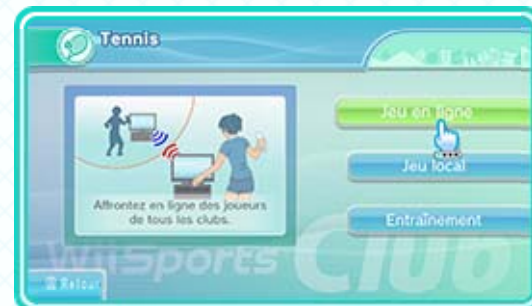 Tennis
Jeu en ligne
Jeu local
Affrontez en ligne des joueurs
de tous les clubs.
Entraînement
Wii Sports Club
Retour